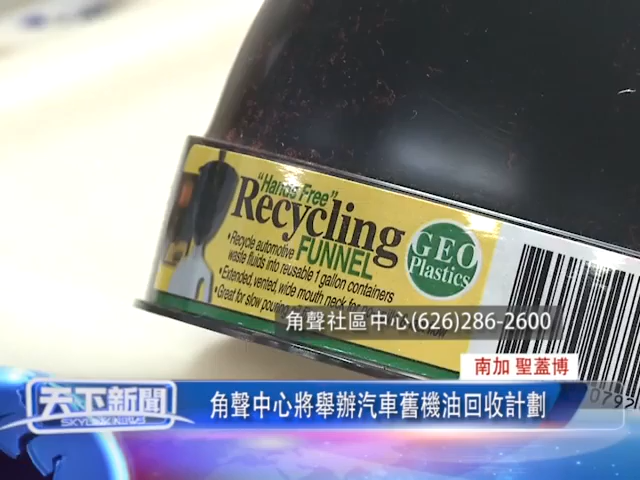 "Hands Free"
Recycling
FUNNEL
GEO
Plastics
•Recycle automotive
waste fluids into reusable 1 gallon containers
•Extended, vented, wide mouth neck for
•Great for slow pouring
角聲社區中心(626)286-2600
南加 聖蓋博
天下新聞
SKYLINK NEWS
角聲中心將舉辦汽車舊機油回收計劃